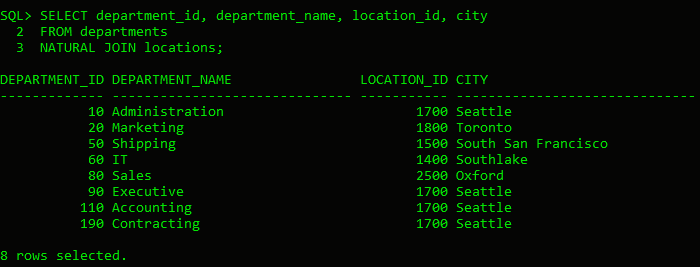 SQL> SELECT department_id, department_name, location_id, city
  2  FROM departments
  3  NATURAL JOIN locations;
DEPARTMENT_ID DEPARTMENT_NAME                LOCATION_ID CITY
------------- ------------------------------ ----------- ------------------------------
           10 Administration                        1700 Seattle
           20 Marketing                             1800 Toronto
           50 Shipping                              1500 South San Francisco
           60 IT                                    1400 Southlake
           80 Sales                                 2500 Oxford
           90 Executive                             1700 Seattle
          110 Accounting                            1700 Seattle
          190 Contracting                           1700 Seattle
8 rows selected.